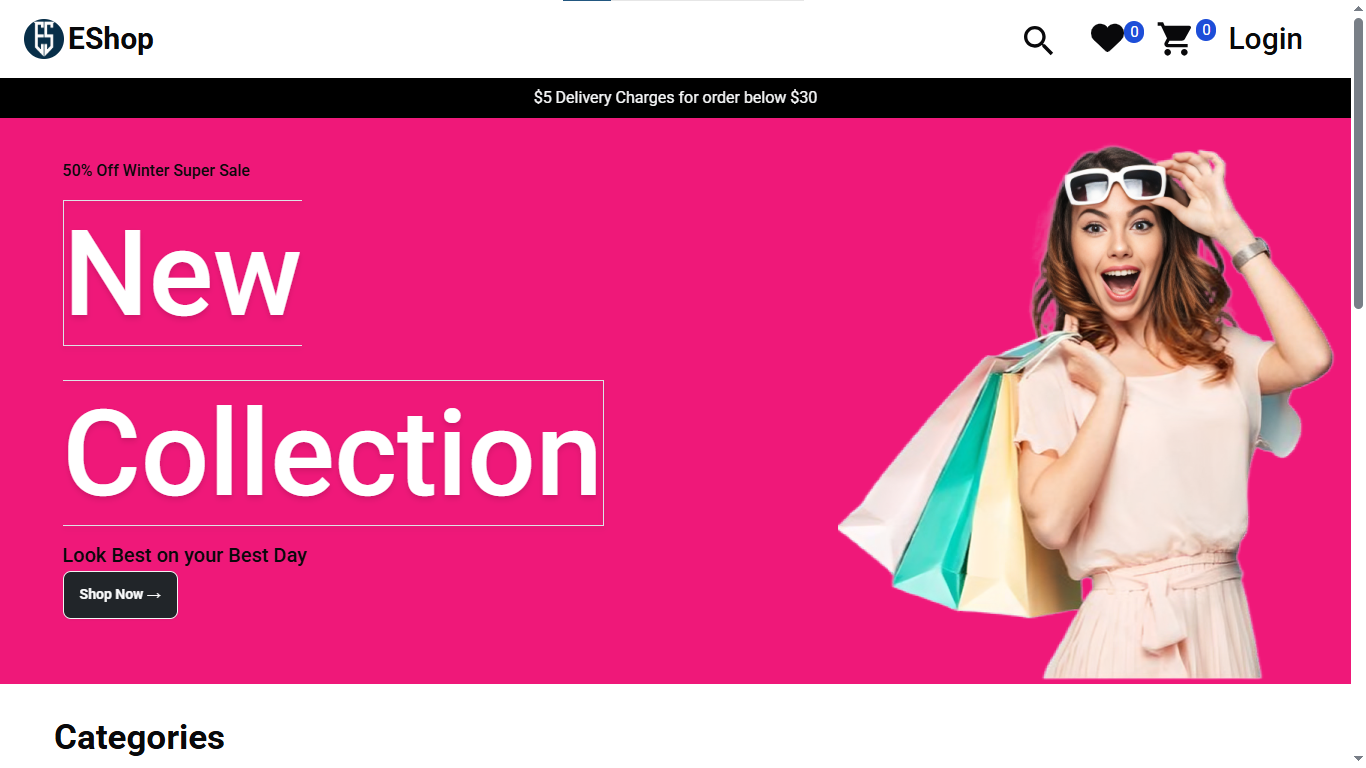 EShop
0
0
Login
$5 Delivery Charges for order below $30
50% Off Winter Super Sale
New
Collection
Look Best on your Best Day
Shop Now →
Categories